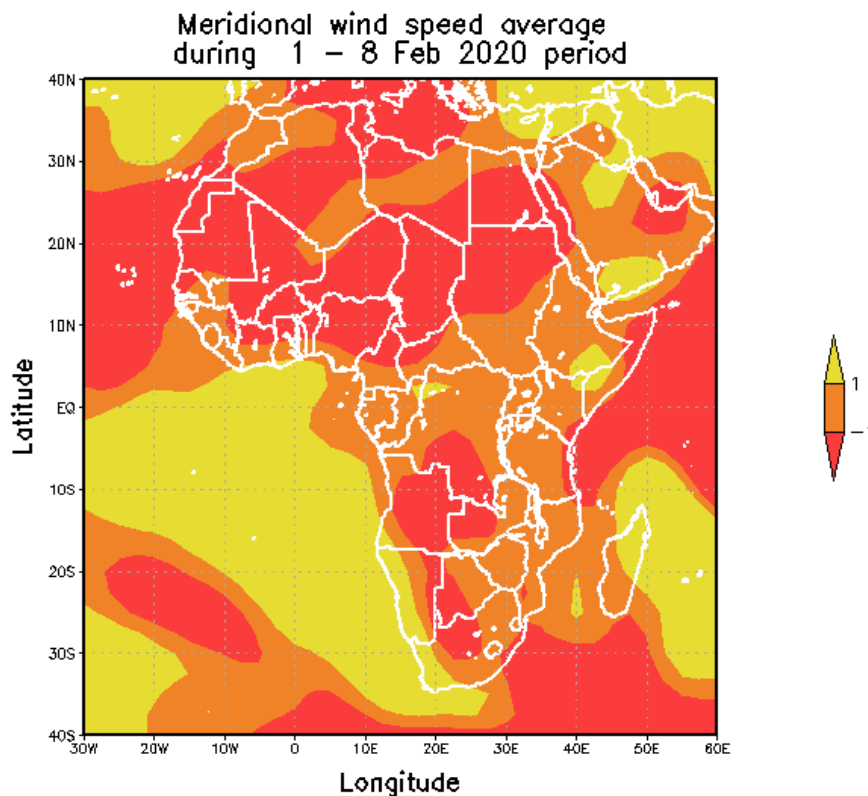 Meridional wind speed average
during 1 – 8 Feb 2020 period
40N
30N
20N
10N
EQ
10S
20S
30S
40S
Latitude
30W 20W 10W 0 10E 20E 30E 40E 50E 60E
Longitude
1